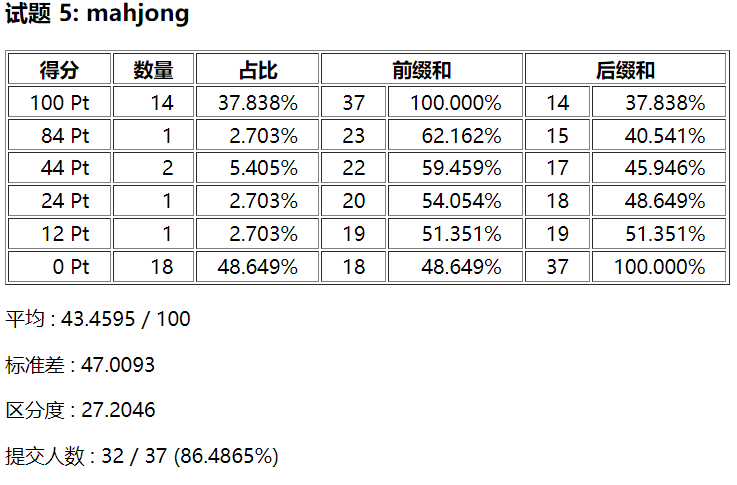 试题 5: mahjong
得分 数量 占比 前缀和 后缀和
100 Pt 14 37.838% 37 100.000% 14 37.838%
84 Pt 1 2.703% 23 62.162% 15 40.541%
44 Pt 2 5.405% 22 59.459% 17 45.946%
24 Pt 1 2.703% 20 54.054% 18 48.649%
12 Pt 1 2.703% 19 51.351% 19 51.351%
0 Pt 18 48.649% 18 48.649% 37 100.000%
平均 : 43.4595 / 100
标准差 : 47.0093
区分度 : 27.2046
提交人数 : 32 / 37 (86.4865%)